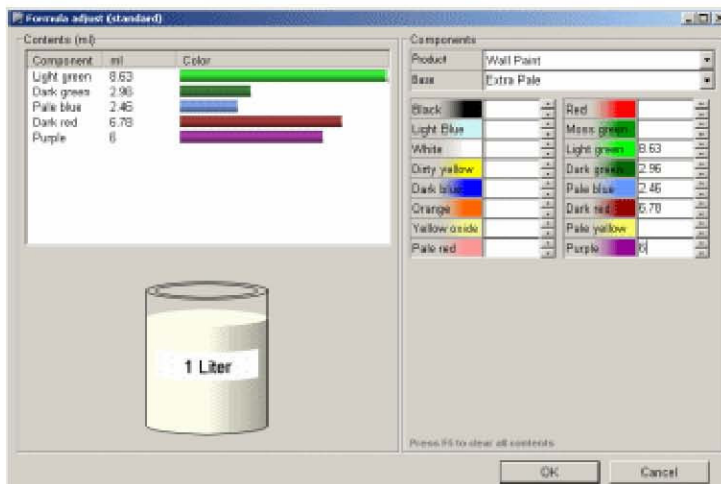 Formula adjust (standard)
Contents (ml)
Component ml Color
Light green 8.63
Dark green 2.96
Pale blue 2.46
Dark red 6.78
Purple 6
1 Liter
Components
Product Wall Paint
Base Extra Pale
Black Red
Light Blue Moss green
White Light green 8.63
Dirty yellow Dark green 2.96
Dark blue Pale blue 2.46
Orange Dark red 6.78
Yellow oxide Pale yellow
Pale red Purple 6
Press F6 to clear all contents
OK Cancel